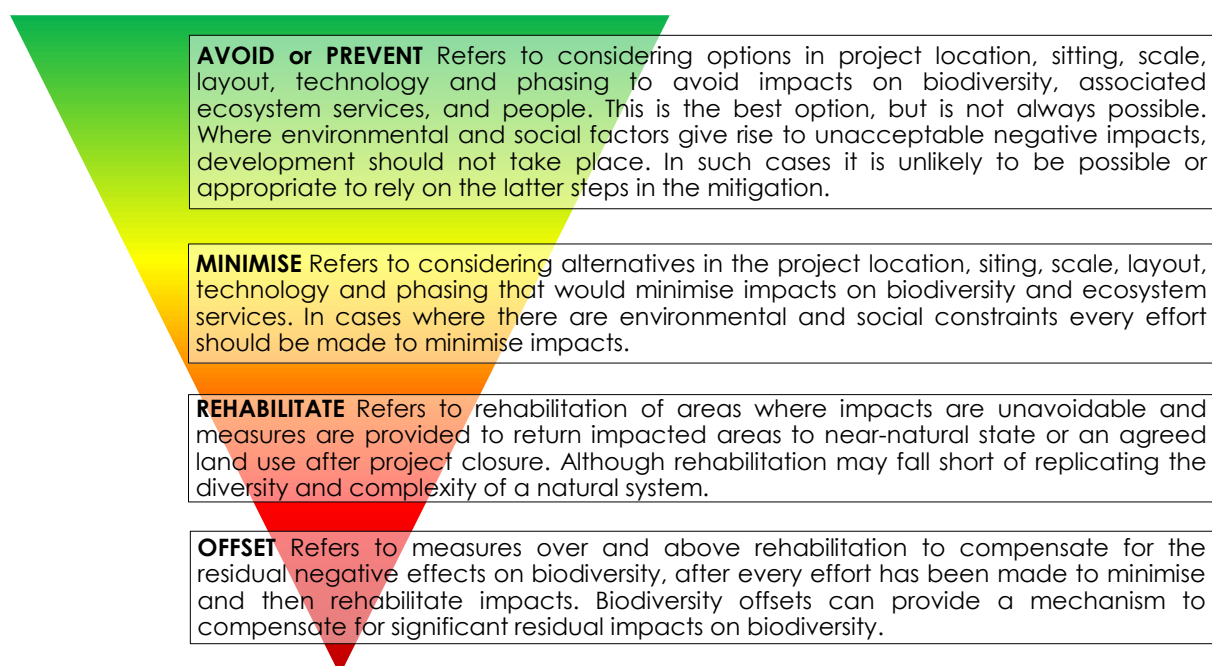 AVOID or PREVENT Refers to considering options in project location, sitting, scale,
layout, technology and phasing to avoid impacts on biodiversity, associated
ecosystem services, and people. This is the best option, but is not always possible.
Where environmental and social factors give rise to unacceptable negative impacts,
development should not take place. In such cases it is unlikely to be possible or
appropriate to rely on the latter steps in the mitigation.
MINIMISE Refers to considering alternatives in the project location, siting, scale, layout,
technology and phasing that would minimise impacts on biodiversity and ecosystem
services. In cases where there are environmental and social constraints every effort
should be made to minimise impacts.
REHABILITATE Refers to rehabilitation of areas where impacts are unavoidable and
measures are provided to return impacted areas to near-natural state or an agreed
land use after project closure. Although rehabilitation may fall short of replicating the
diversity and complexity of a natural system.
OFFSET Refers to measures over and above rehabilitation to compensate for the
residual negative effects on biodiversity, after every effort has been made to minimise
and then rehabilitate impacts. Biodiversity offsets can provide a mechanism to
compensate for significant residual impacts on biodiversity.